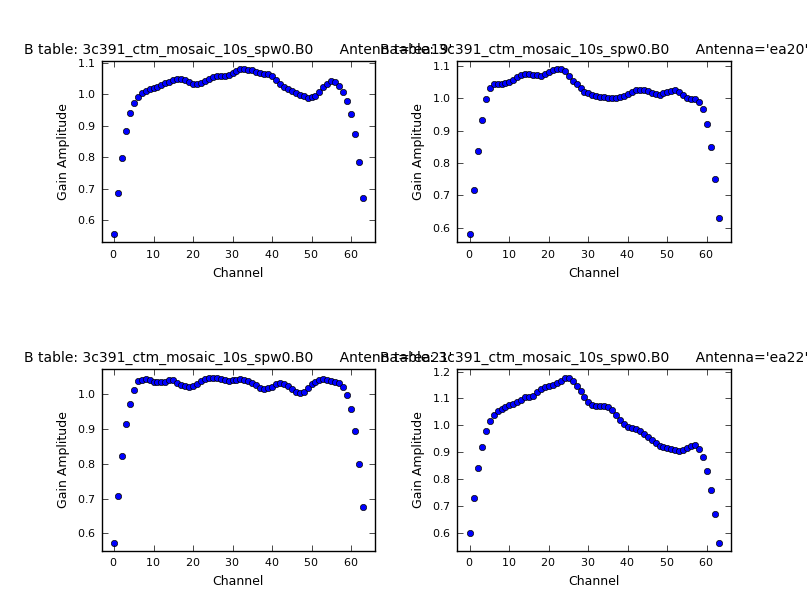 B table: 3c391_ctm_mosaic_10s_spw0.B0 Antenna='ea19'
B table: 3c391_ctm_mosaic_10s_spw0.B0 Antenna='ea20'
1.1
1.0
0.9
0.8
0.7
0.6
Gain Amplitude
0 10 20 30 40 50 60
Channel
1.1
1.0
0.9
0.8
0.7
0.6
Gain Amplitude
0 10 20 30 40 50 60
Channel
B table: 3c391_ctm_mosaic_10s_spw0.B0 Antenna='ea21'
B table: 3c391_ctm_mosaic_10s_spw0.B0 Antenna='ea22'
1.0
0.9
0.8
0.7
0.6
Gain Amplitude
0 10 20 30 40 50 60
Channel
1.2
1.1
1.0
0.9
0.8
0.7
0.6
Gain Amplitude
0 10 20 30 40 50 60
Channel